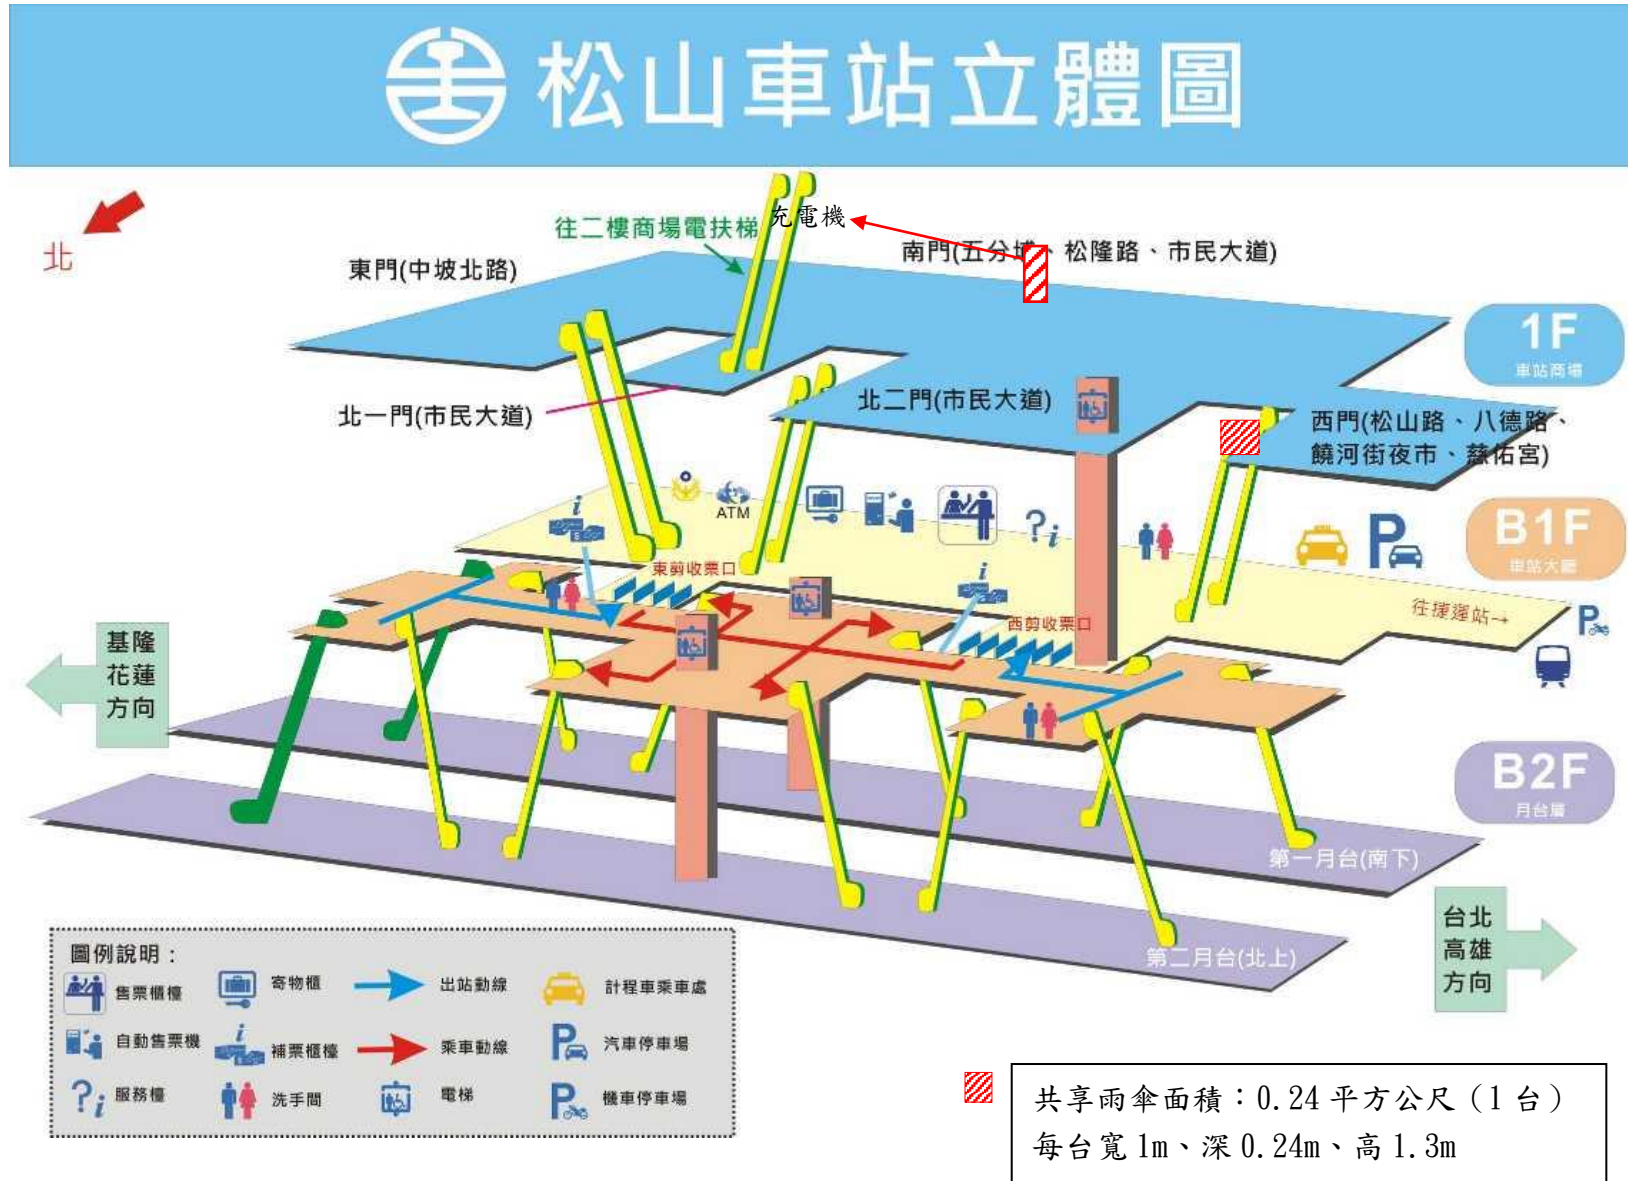 松山車站立體圖
北
往二樓商場電扶梯
充電機
東門(中坡北路)
南門(五分埔、松隆路、市民大道)
1F
車站商場
北一門(市民大道)
北二門(市民大道)
西門(松山路、八德路、
饒河街夜市、慈佑宮)
ATM
B1F
車站大廳
東剪收票口
西剪收票口
往捷運站→
基隆
花蓮
方向
B2F
月台層
第一月台(南下)
第二月台(北上)
台北
高雄
方向
圖例說明：
售票櫃檯
寄物櫃
出站動線
計程車乘車處
自動售票機
補票櫃檯
乘車動線
汽車停車場
服務檯
洗手間
電梯
機車停車場
共享雨傘面積：0.24 平方公尺（1 台）
每台寬 1m、深 0.24m、高 1.3m